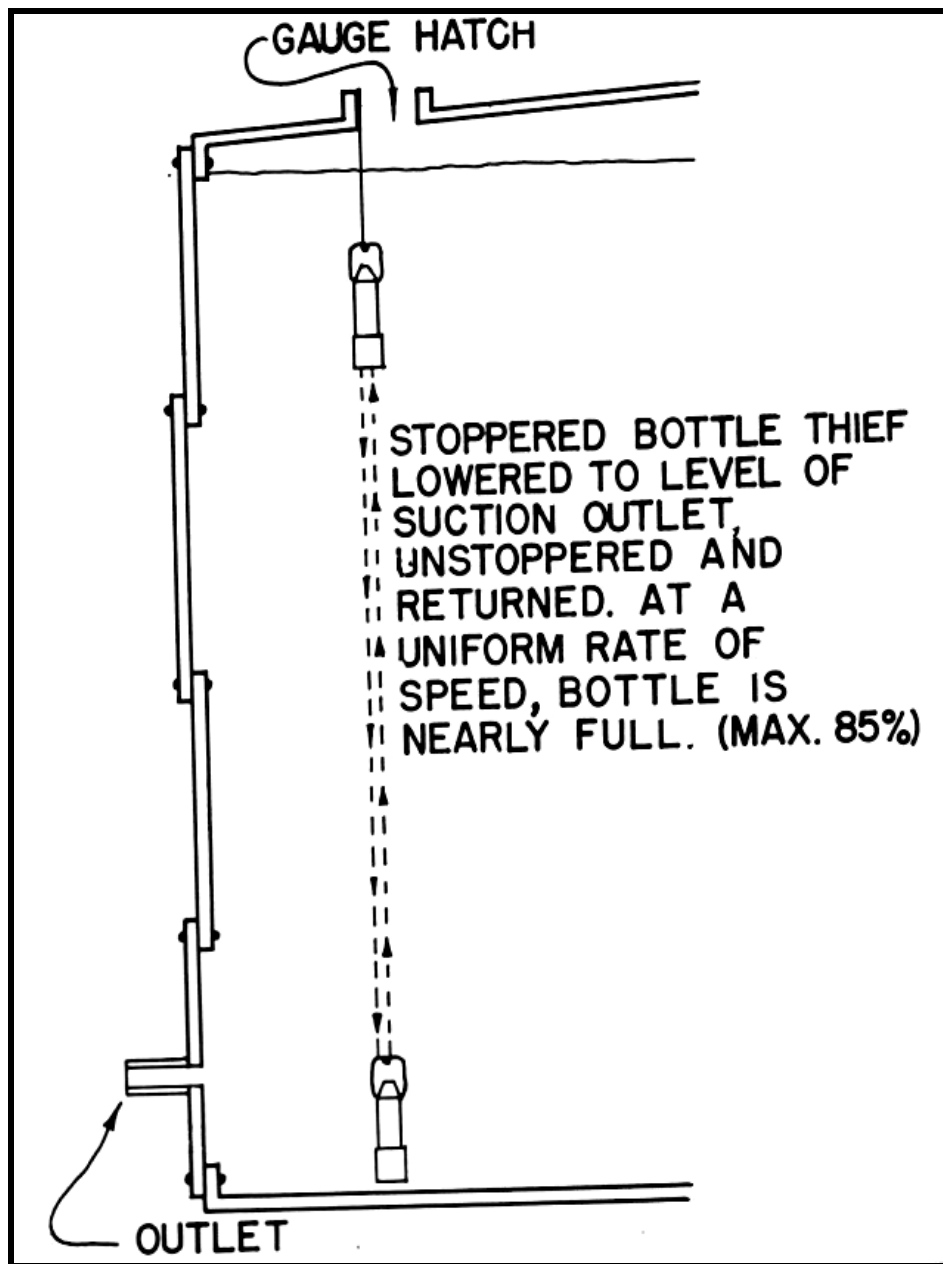 GAUGE HATCH
STOPPERED BOTTLE THIEF
LOWERED TO LEVEL OF
SUCTION OUTLET,
UNSTOPPERED AND
RETURNED. AT A
UNIFORM RATE OF
SPEED, BOTTLE IS
NEARLY FULL. (MAX. 85%)
OUTLET